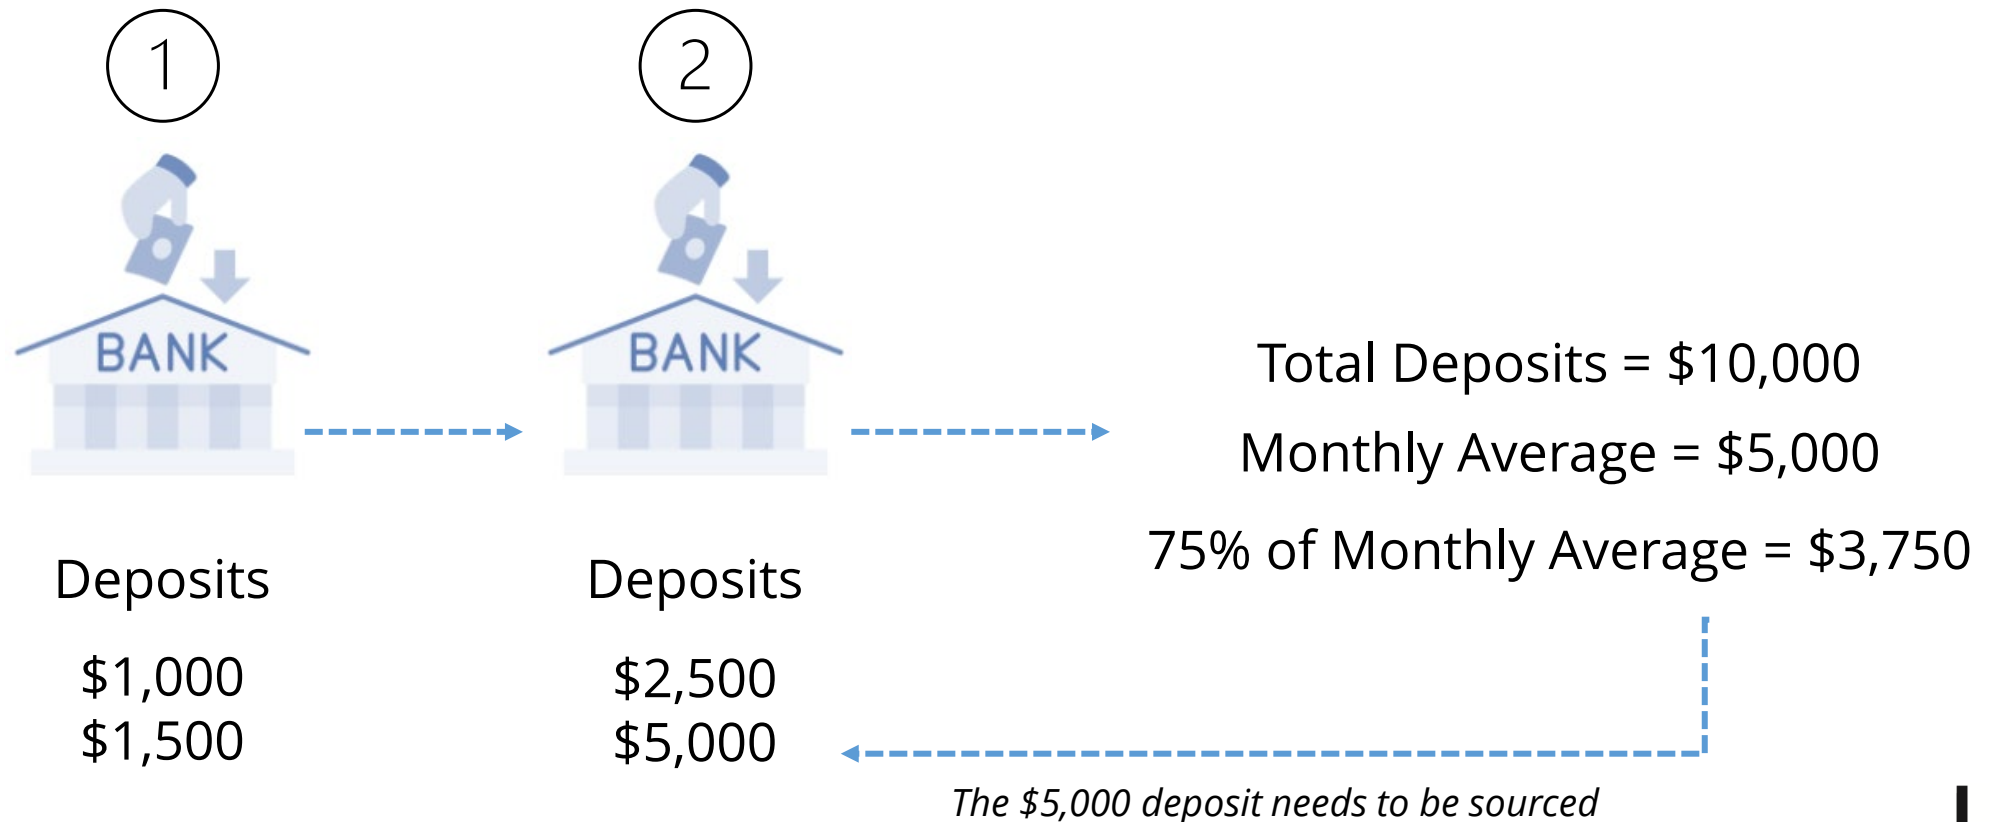 1
2
BANK
BANK
Deposits
$1,000
$1,500
Deposits
$2,500
$5,000
Total Deposits = $10,000
Monthly Average = $5,000
75% of Monthly Average = $3,750
The $5,000 deposit needs to be sourced